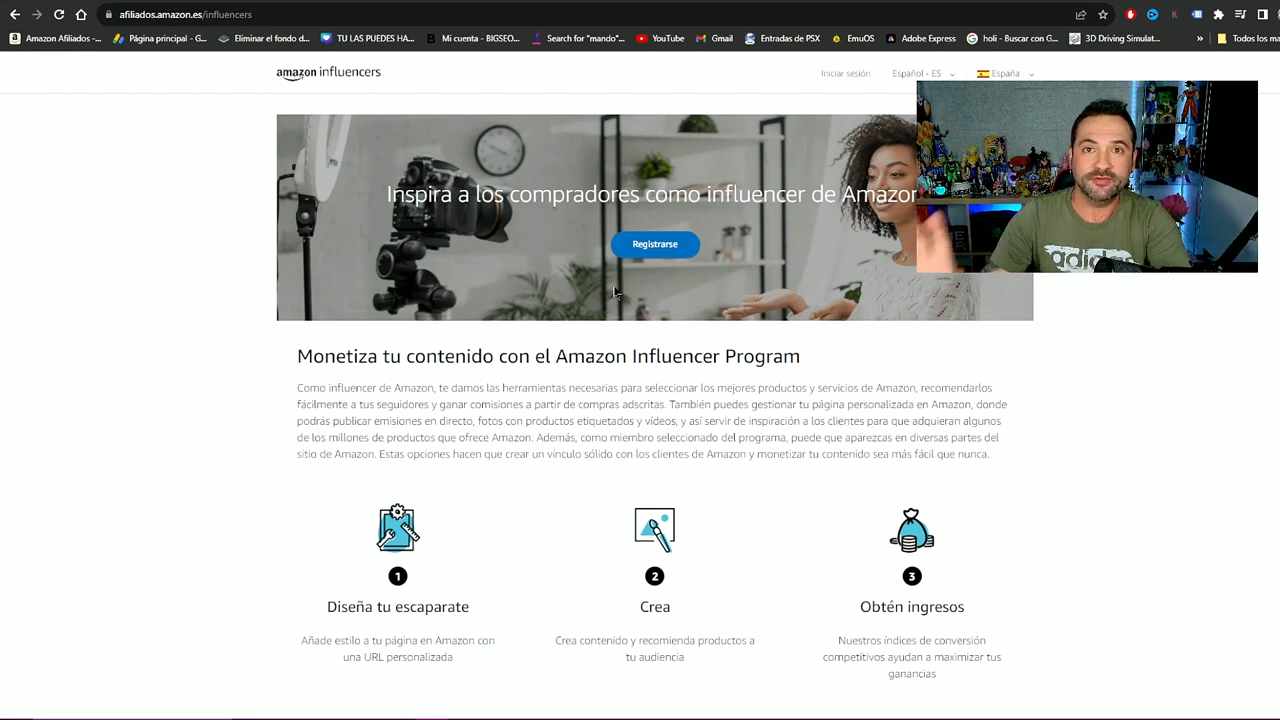 afiliados.amazon.es/influencers
Amazon Afiliados -...
Página principal - G...
Eliminar el fondo d...
TU LAS PUEDES HA...
Mi cuenta - BIGSEO...
Search for "mando"...
YouTube
Gmail
Entradas de PSX
EmuOS
Adobe Express
holi - Buscar con G...
3D Driving Simulat...
»
Todos los ma
amazon influencers
Iniciar sesión
Español - ES
España
Inspira a los compradores como influencer de Amazon
Registrarse
adidas
Monetiza tu contenido con el Amazon Influencer Program
Como influencer de Amazon, te damos las herramientas necesarias para seleccionar los mejores productos y servicios de Amazon, recomendarlos
fácilmente a tus seguidores y ganar comisiones a partir de compras adscritas. También puedes gestionar tu página personalizada en Amazon, donde
podrás publicar emisiones en directo, fotos con productos etiquetados y vídeos, y así servir de inspiración a los clientes para que adquieran algunos
de los millones de productos que ofrece Amazon. Además, como miembro seleccionado del programa, puede que aparezcas en diversas partes del
sitio de Amazon. Estas opciones hacen que crear un vínculo sólido con los clientes de Amazon y monetizar tu contenido sea más fácil que nunca.
1
Diseña tu escaparate
Añade estilo a tu página en Amazon con
una URL personalizada
2
Crea
Crea contenido y recomienda productos a
tu audiencia
3
Obtén ingresos
Nuestros índices de conversión
competitivos ayudan a maximizar tus
ganancias